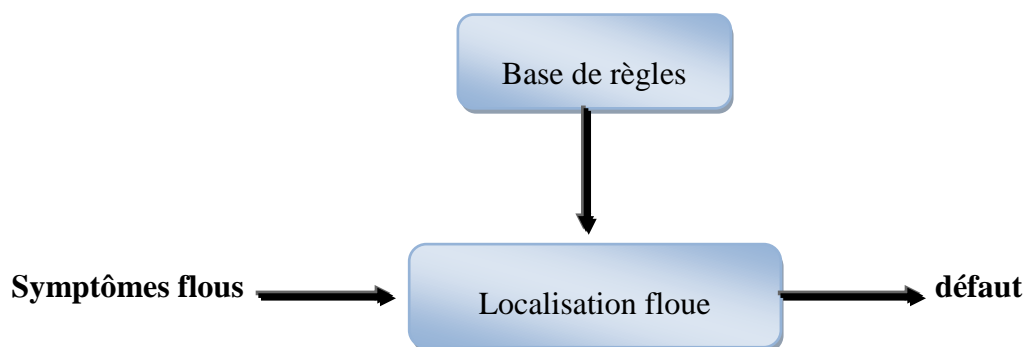 Base de règles
Symptômes flous
Localisation floue
défaut